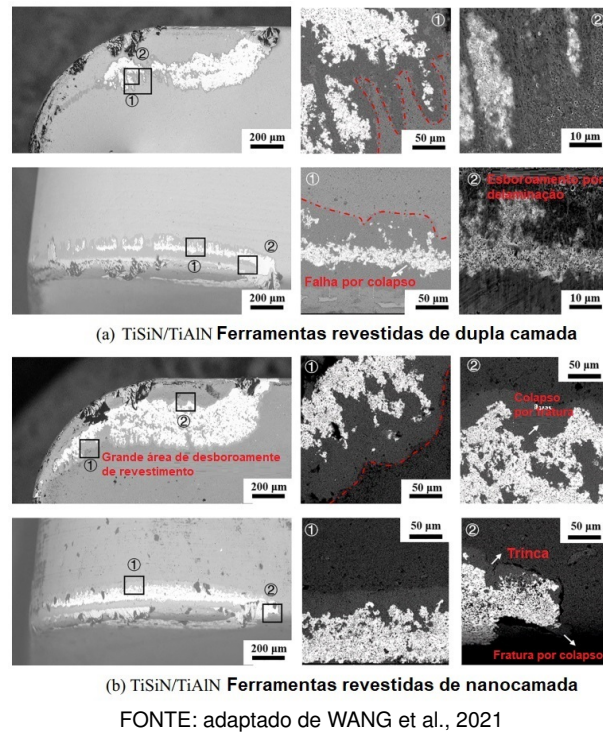 ②
①
200 µm
①
50 µm
②
10 µm
②
①
200 µm
①
Falha por colapso
50 µm
②
Esboroamento por
delaminação
10 µm
(a) TiSiN/TiAlN Ferramentas revestidas de dupla camada
②
①
Grande área de desboroamente
de revestimento
200 µm
①
50 µm
②
50 µm
Colapso
por fratura
①
②
200 µm
①
50 µm
②
50 µm
Trinca
Fratura por colapso
(b) TiSiN/TiAlN Ferramentas revestidas de nanocamada
FONTE: adaptado de WANG et al., 2021